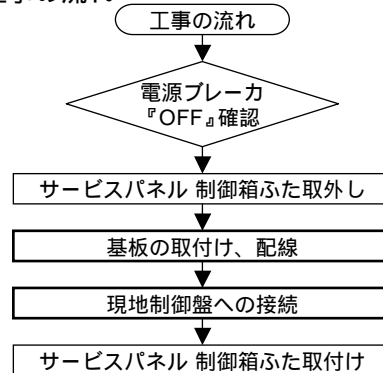 工事の流れ
電源ブレーカ
『OFF』確認
サービスパネル 制御箱ふた取外し
基板の取付け、配線
現地制御盤への接続
サービスパネル 制御箱ふた取付け